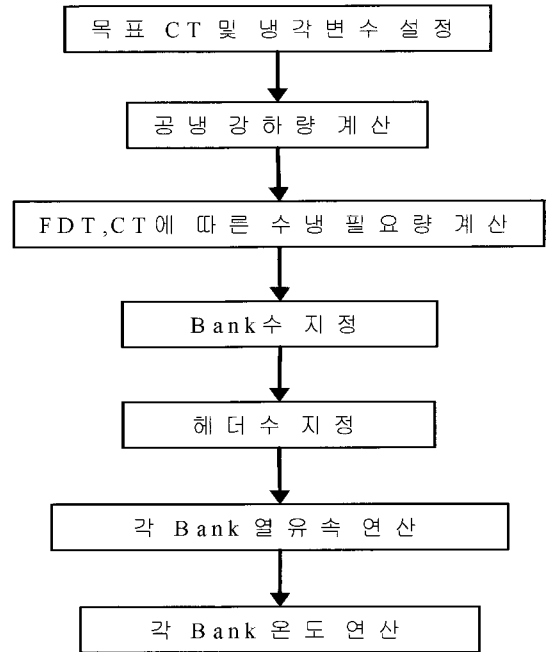 목표 CT 및 냉각변수 설정
공냉 강하량 계산
FDT,CT에 따른 수냉 필요량 계산
Bank수 지정
헤더수 지정
각 Bank 열유속 연산
각 Bank 온도 연산